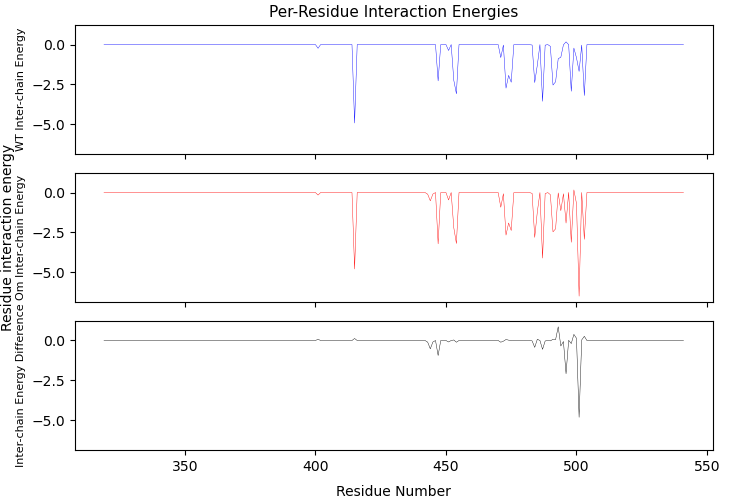 Per-Residue Interaction Energies
Residue interaction energy
WT Inter-chain Energy
0.0
−2.5
−5.0
Om Inter-chain Energy
0.0
−2.5
−5.0
Inter-chain Energy Difference
0.0
−2.5
−5.0
350
400
450
500
550
Residue Number